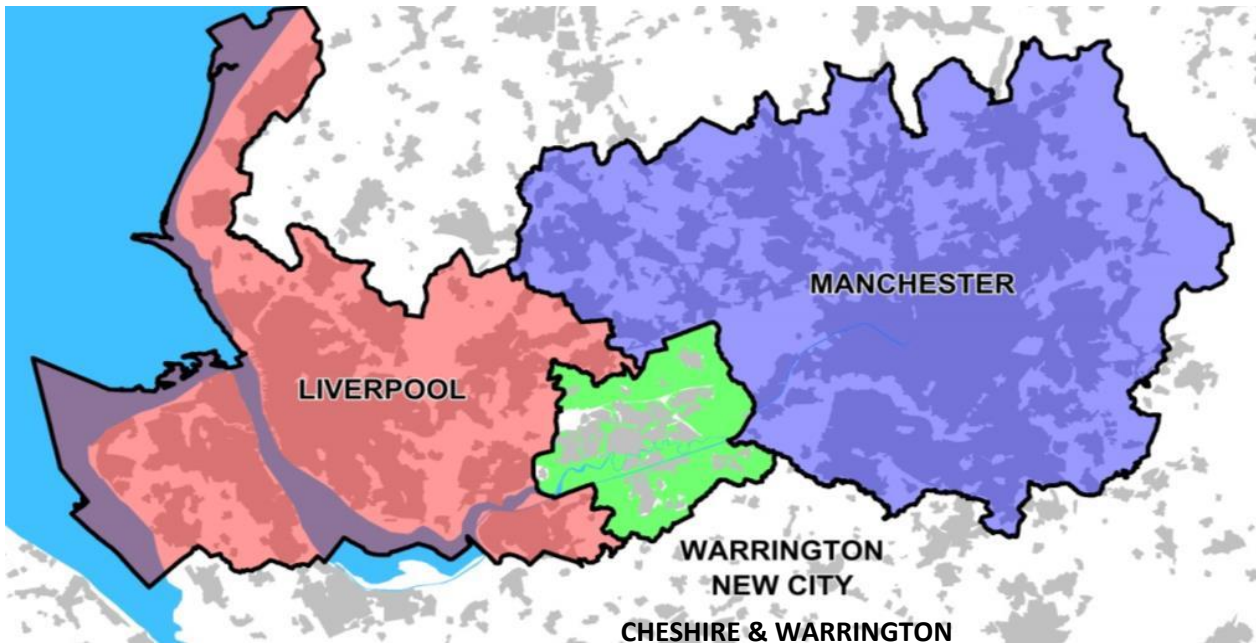 MANCHESTER
LIVERPOOL
WARRINGTON
NEW CITY
CHESHIRE & WARRINGTON